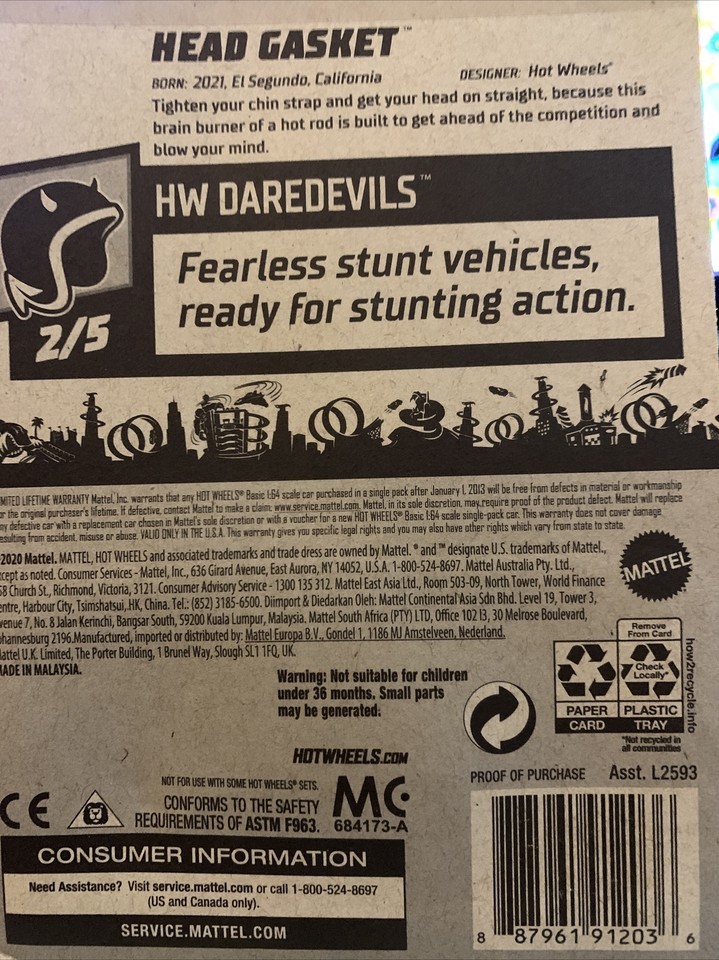 HEAD GASKET™
BORN: 2021, El Segundo, California DESIGNER: Hot Wheels®
Tighten your chin strap and get your head on straight, because this
brain burner of a hot rod is built to get ahead of the competition and
blow your mind.
HW DAREDEVILS™
Fearless stunt vehicles,
ready for stunting action.
2/5
LIMITED LIFETIME WARRANTY Mattel, Inc. warrants that any HOT WHEELS® Basic 1:64 scale car purchased in a single pack after January 1, 2013 will be free from defects in material or workmanship
for the original purchaser's lifetime. If defective, contact Mattel to make a claim: www.service.mattel.com. Mattel, in its sole discretion, may require proof of the product defect. Mattel will replace
any defective car with a replacement car chosen in Mattel's sole discretion or with a voucher for a new HOT WHEELS® Basic 1:64 scale single-pack car. This warranty does not cover damage
resulting from accident, misuse or abuse. VALID ONLY IN THE U.S.A. This warranty gives you specific legal rights and you may also have other rights which vary from state to state.
2020 Mattel. MATTEL, HOT WHEELS and associated trademarks and trade dress are owned by Mattel. ® and ™ designate U.S. trademarks of Mattel.,
except as noted. Consumer Services - Mattel, Inc., 636 Girard Avenue, East Aurora, NY 14052, U.S.A. 1-800-524-8697. Mattel Australia Pty. Ltd.,
58 Church St., Richmond, Victoria, 3121. Consumer Advisory Service - 1300 135 312. Mattel East Asia Ltd., Room 503-09, North Tower, World Finance
entre, Harbour City, Tsimshatsui, HK, China. Tel.: (852) 3185-6500. Diimport & Diedarkan Oleh: Mattel Continental Asia Sdn Bhd. Level 19, Tower 3,
venue 7, No. 8 Jalan Kerinchi, Bangsar South, 59200 Kuala Lumpur, Malaysia. Mattel South Africa (PTY) LTD, Office 102 I3, 30 Melrose Boulevard,
ohannesburg 2196.Manufactured, imported or distributed by: Mattel Europa B.V., Gondel 1, 1186 MJ Amstelveen, Nederland.
attel U.K. Limited, The Porter Building, 1 Brunel Way, Slough SL1 1FQ, UK.
MADE IN MALAYSIA.
MATTEL
Warning: Not suitable for children
under 36 months. Small parts
may be generated.
Remove
From Card
Check
Locally*
PAPER PLASTIC
CARD TRAY
*Not recycled in
all communities
how2recycle.info
HOTWHEELS.COM
PROOF OF PURCHASE Asst. L2593
NOT FOR USE WITH SOME HOT WHEELS® SETS.
CE
CONFORMS TO THE SAFETY
REQUIREMENTS OF ASTM F963.
MC
684173-A
CONSUMER INFORMATION
Need Assistance? Visit service.mattel.com or call 1-800-524-8697
(US and Canada only).
SERVICE.MATTEL.COM
8 87961 91203 6